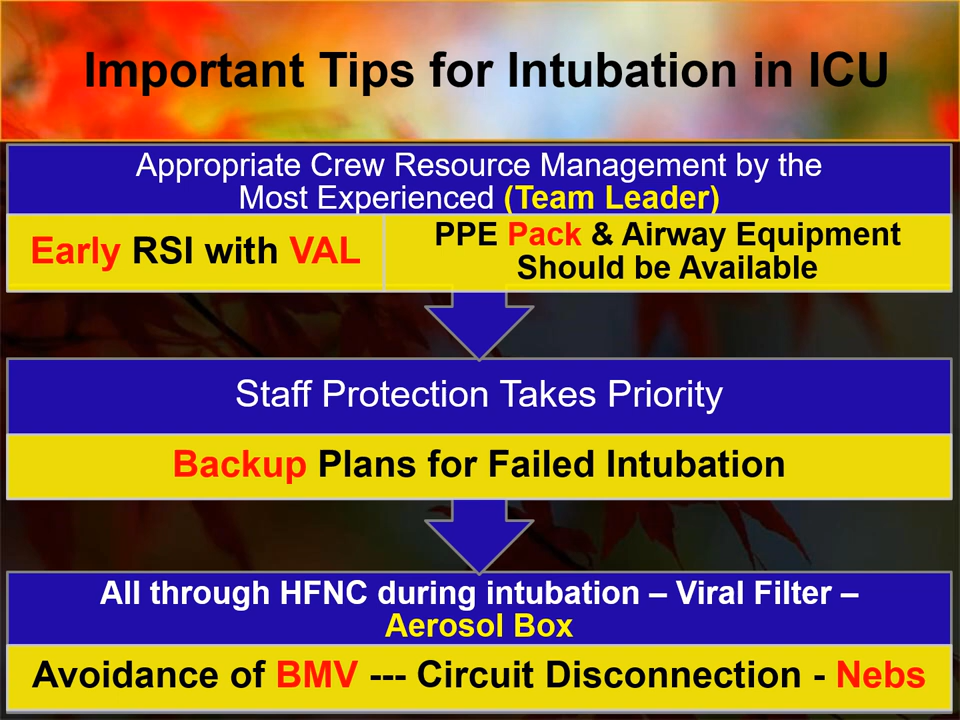 Important Tips for Intubation in ICU
Appropriate Crew Resource Management by the
Most Experienced (Team Leader)
Early RSI with VAL
PPE Pack & Airway Equipment
Should be Available
Staff Protection Takes Priority
Backup Plans for Failed Intubation
All through HFNC during intubation – Viral Filter –
Aerosol Box
Avoidance of BMV --- Circuit Disconnection - Nebs